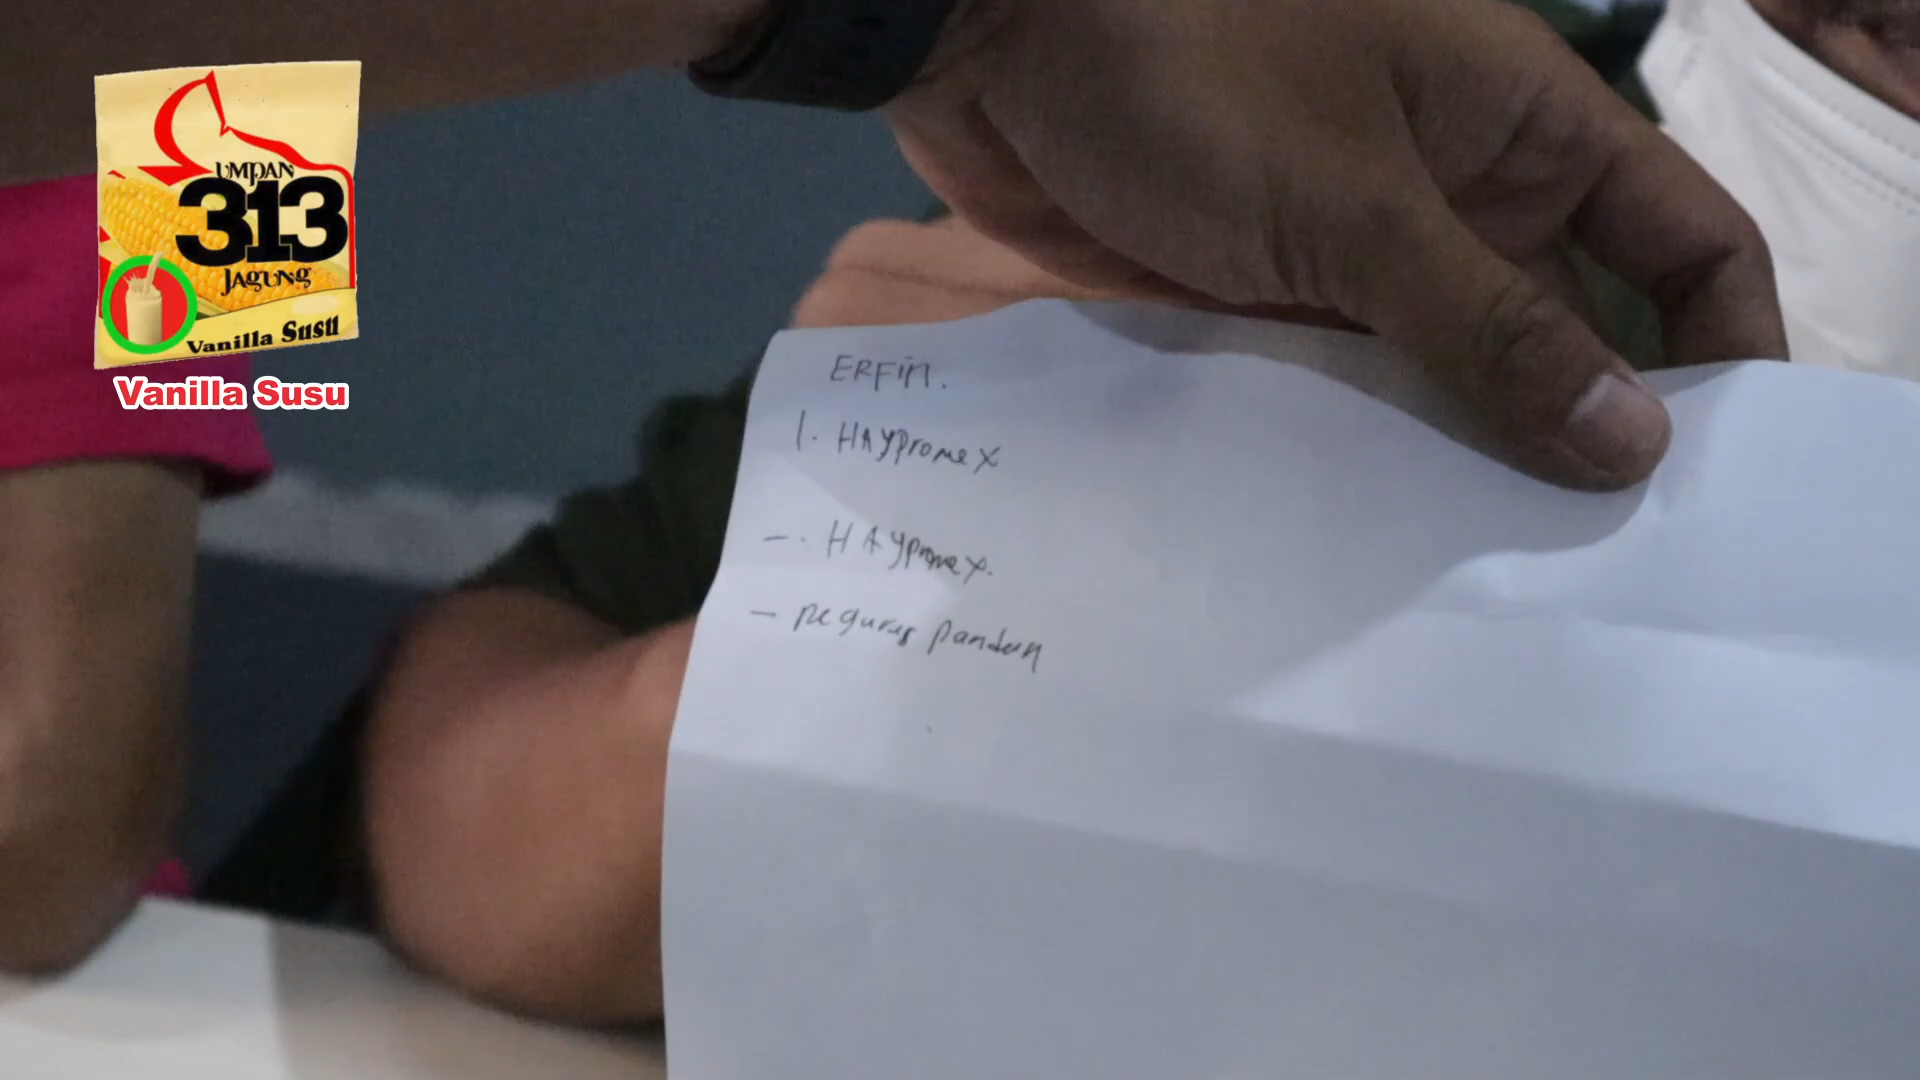 UMPAN
313
JAGUNG
Vanilla Susu
Vanilla Susu
ERFin.
1. HAYpromex
-. HAYpromex.
- pegurus pandan